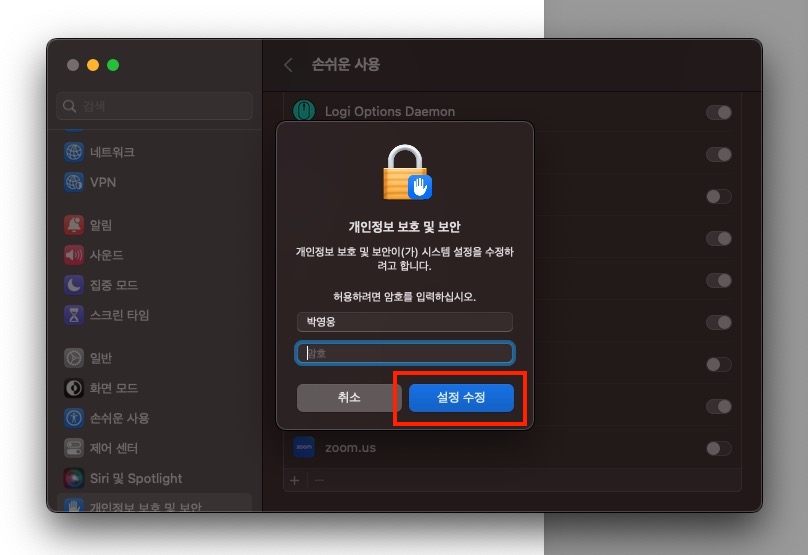 손쉬운 사용
검색
네트워크
VPN
알림
사운드
집중 모드
스크린 타임
일반
화면 모드
손쉬운 사용
제어 센터
Siri 및 Spotlight
개인정보 보호 및 보안
Logi Options Daemon
개인정보 보호 및 보안
개인정보 보호 및 보안이(가) 시스템 설정을 수정하
려고 합니다.
허용하려면 암호를 입력하십시오.
박영웅
암호
취소
설정 수정
zoom
zoom.us